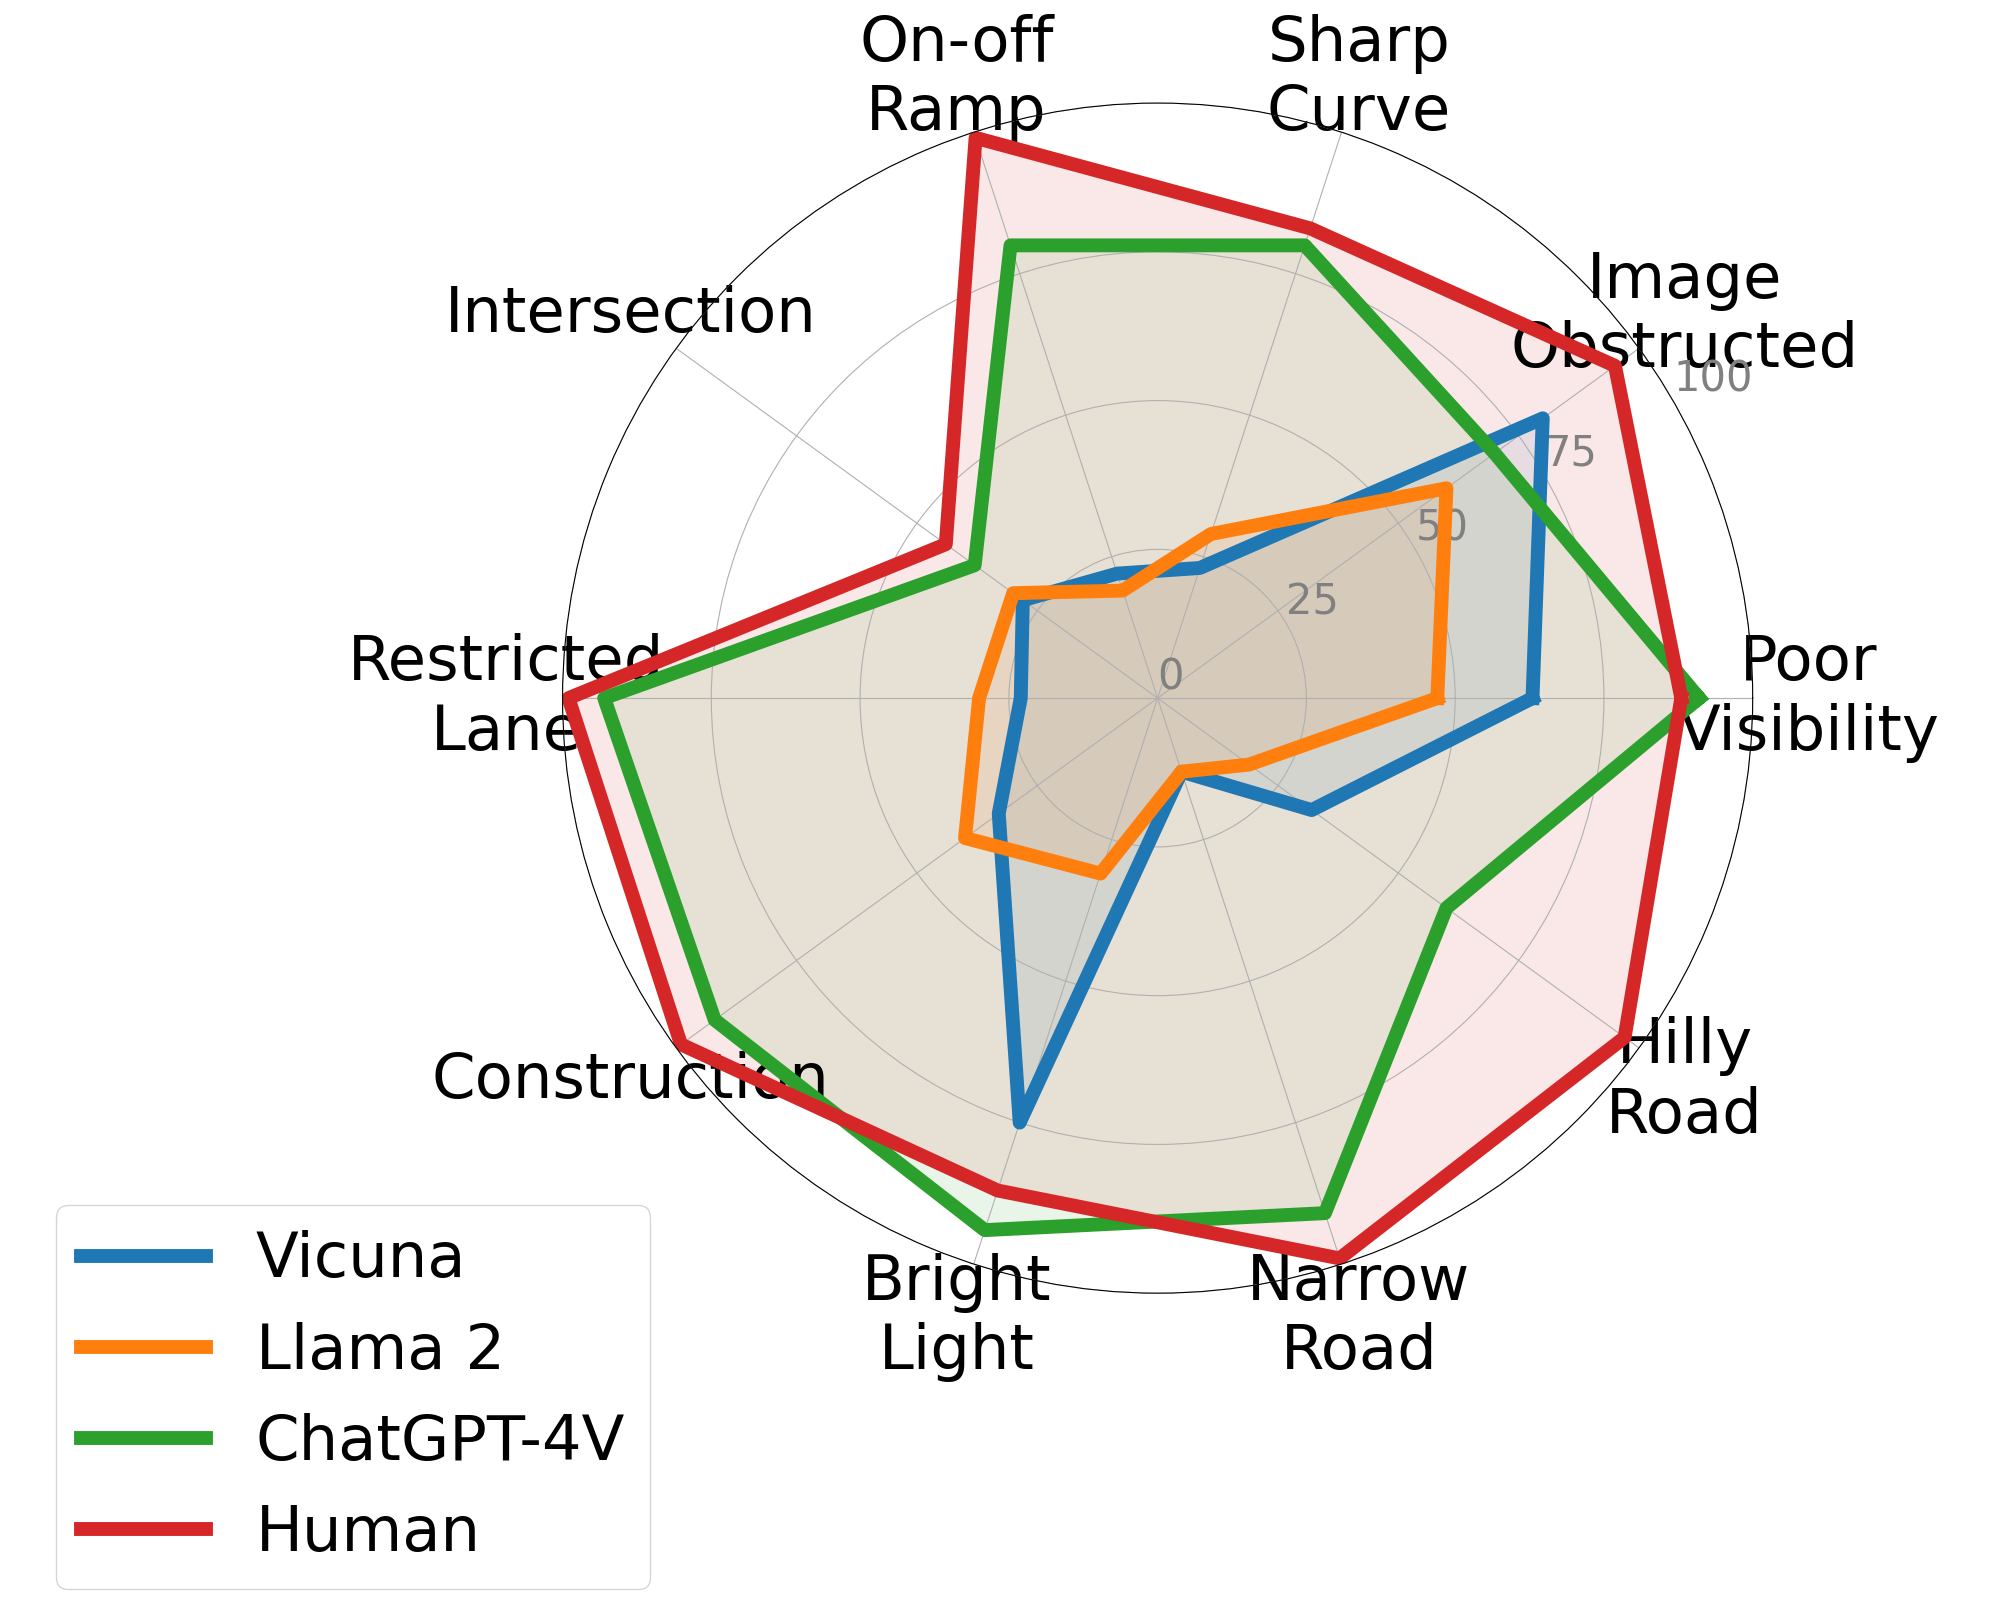 On-off
Ramp
Sharp
Curve
Image
Obstructed
100
Intersection
75
50
25
0
Restricted
Lane
Poor
Visibility
Construction
Hilly
Road
Bright
Light
Narrow
Road
Vicuna
Llama 2
ChatGPT-4V
Human